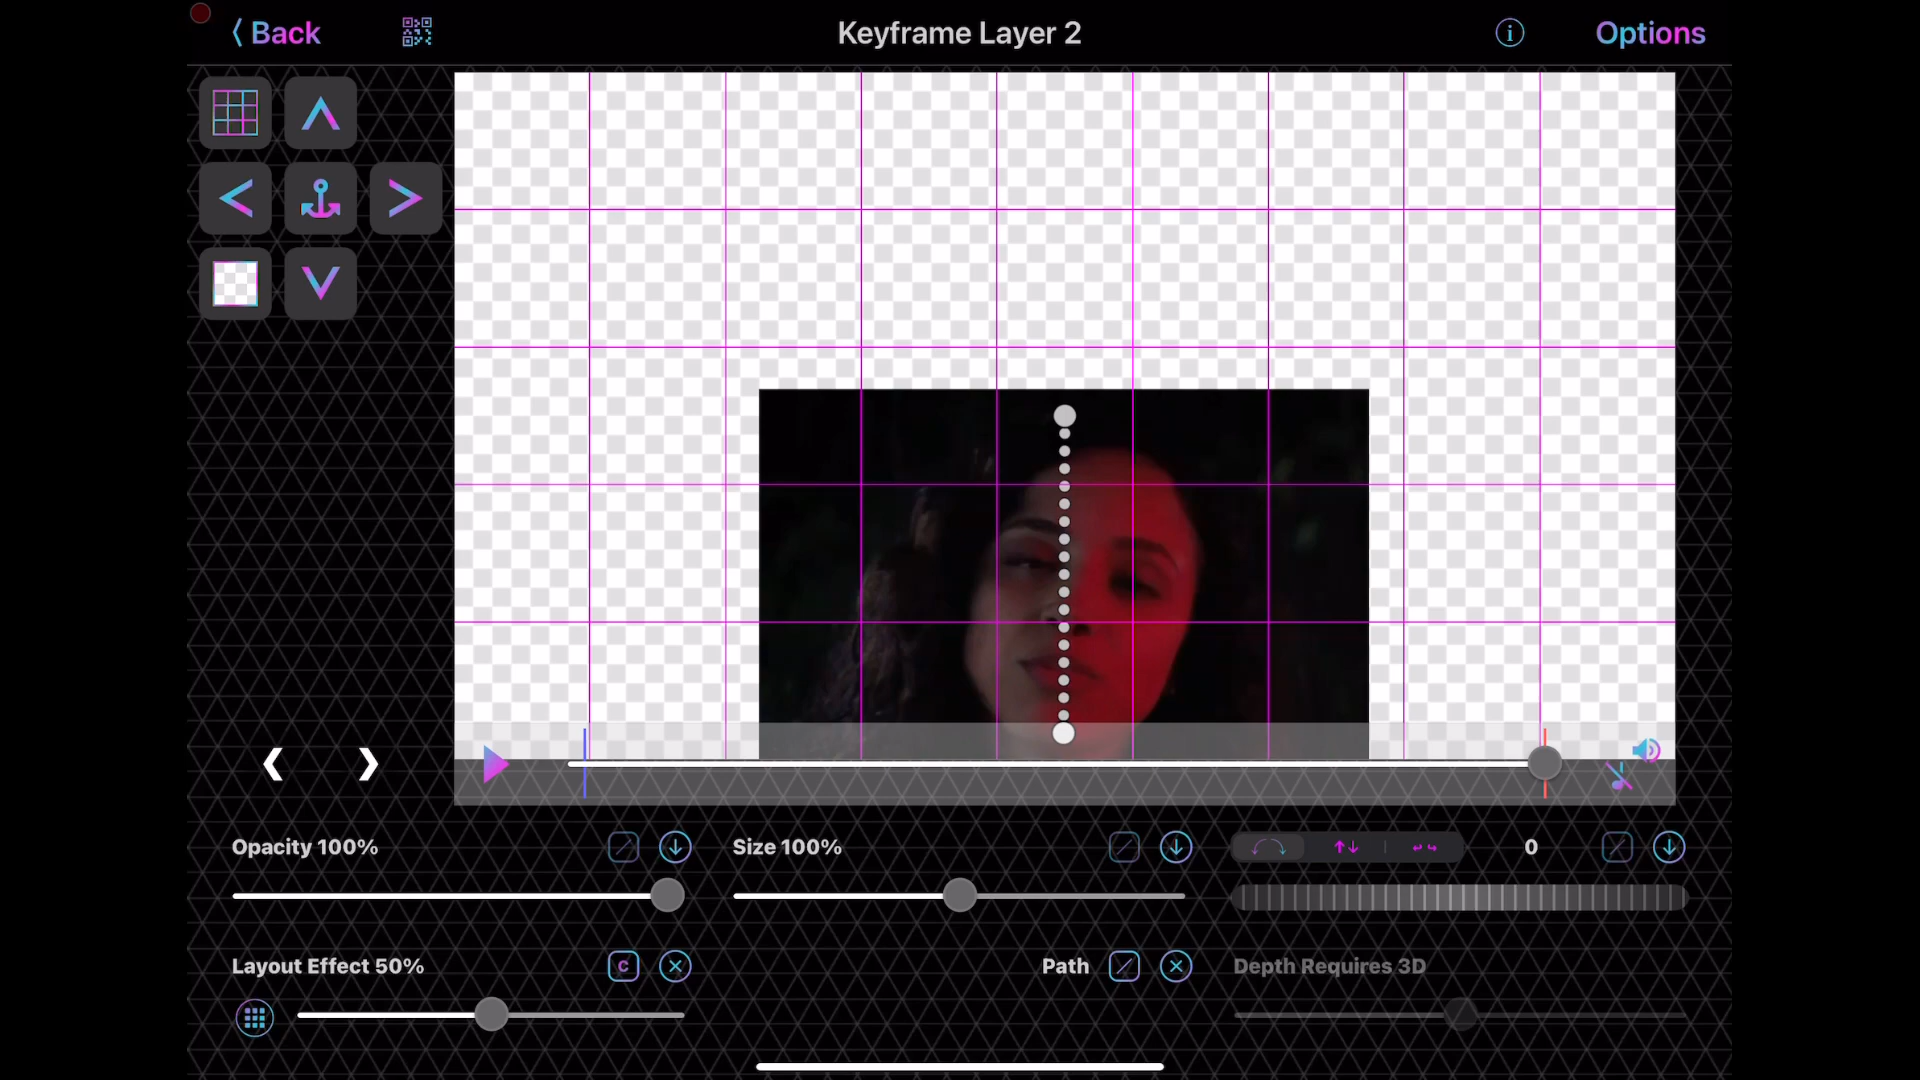 Back
Keyframe Layer 2
Options
Opacity 100%
Size 100%
0
Layout Effect 50%
C
Path
Depth Requires 3D